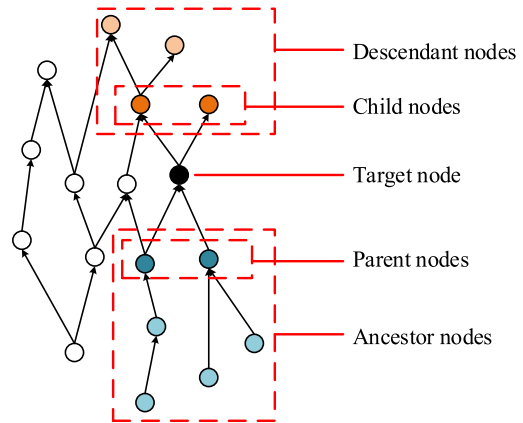 Descendant nodes
Child nodes
Target node
Parent nodes
Ancestor nodes